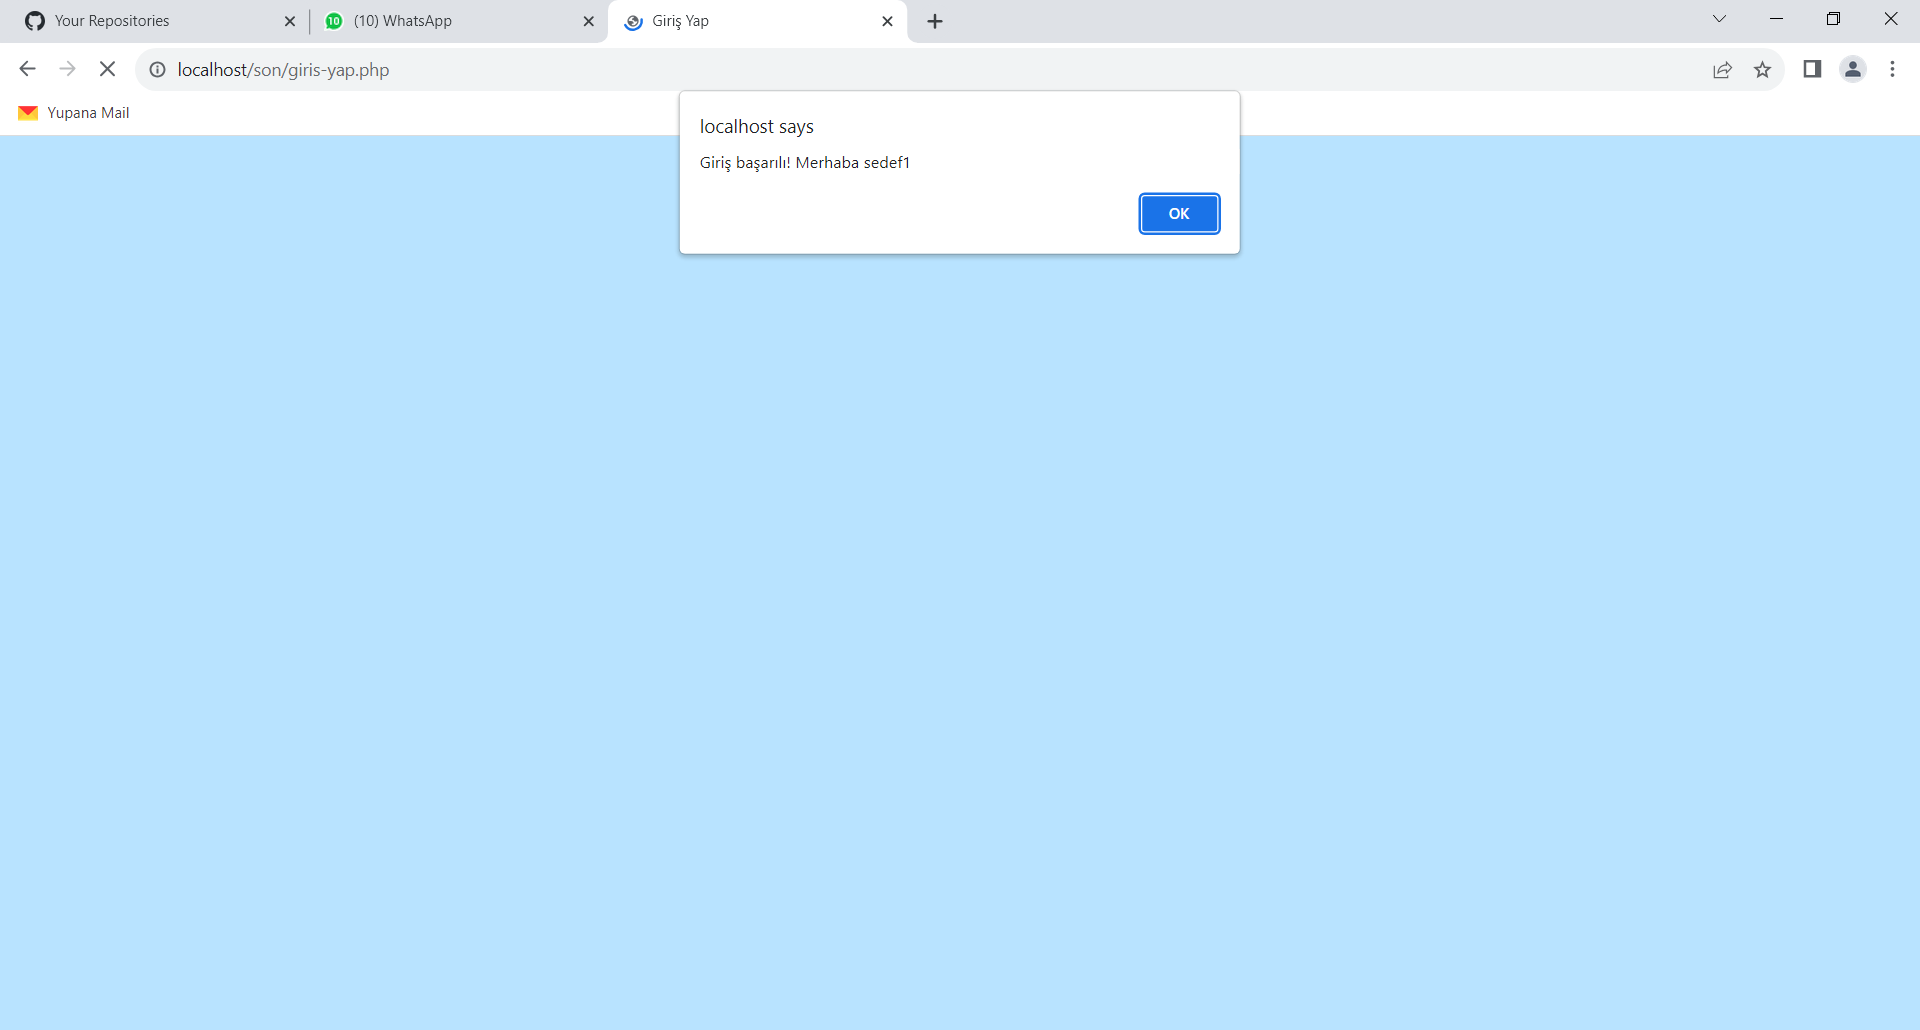 Your Repositories
10
(10) WhatsApp
Giriş Yap
localhost/son/giris-yap.php
Yupana Mail
localhost says
Giriş başarılı! Merhaba sedef1
OK